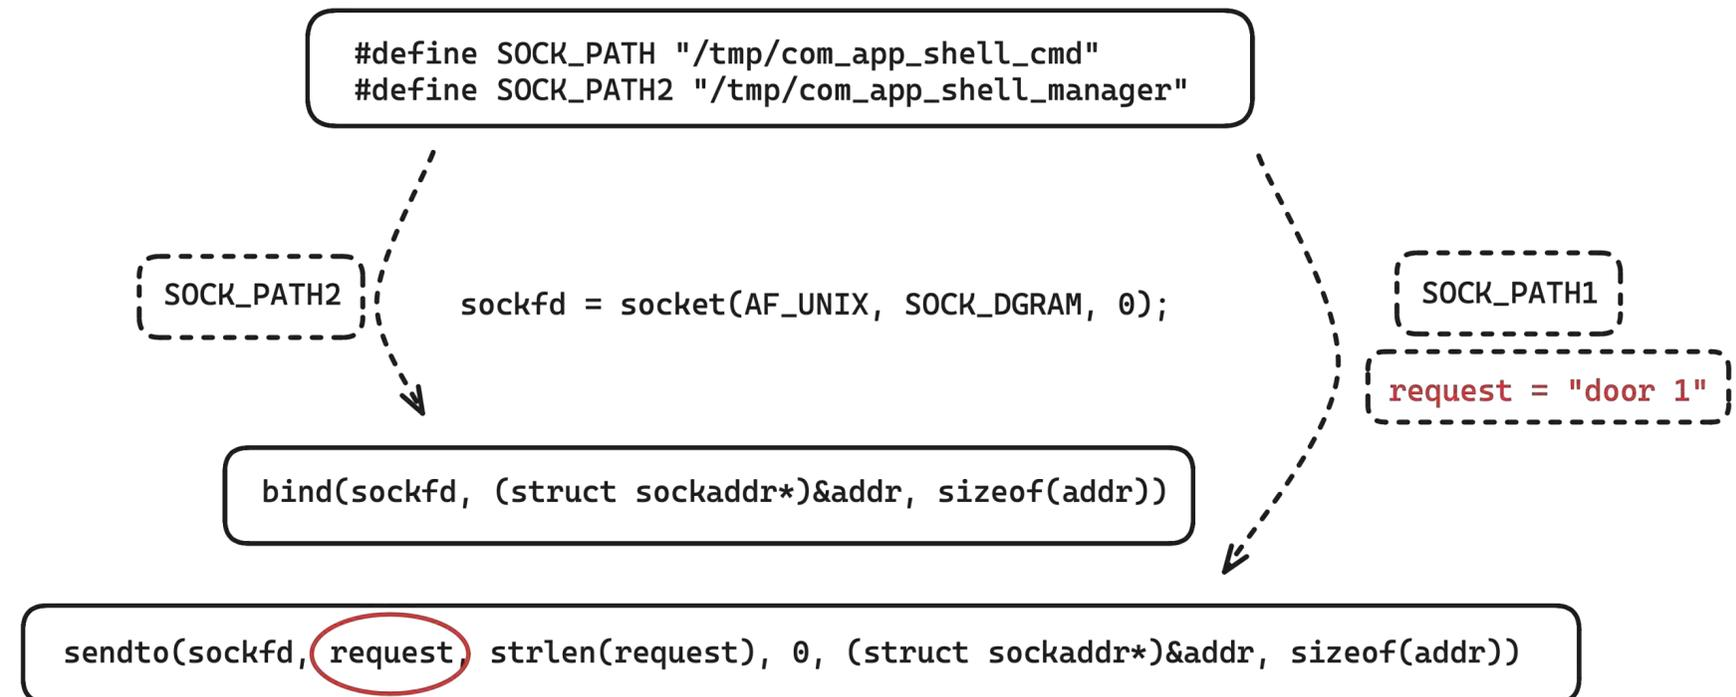 #define SOCK_PATH "/tmp/com_app_shell_cmd"
#define SOCK_PATH2 "/tmp/com_app_shell_manager"
SOCK_PATH2
sockfd = socket(AF_UNIX, SOCK_DGRAM, 0);
SOCK_PATH1
request = "door 1"
bind(sockfd, (struct sockaddr*)&addr, sizeof(addr))
sendto(sockfd, request, strlen(request), 0, (struct sockaddr*)&addr, sizeof(addr))